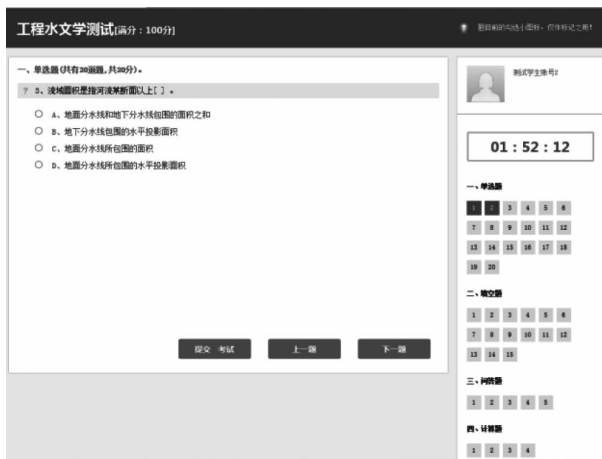 工程水文学测试[满分：100分]
题目前的勾选小图标，仅作标记之用！
一、单选题(共有20道题,共20分)。
? 3、流域面积是指河流某断面以上[ ]。
A、地面分水线和地下分水线包围的面积之和
B、地下分水线包围的水平投影面积
C、地面分水线所包围的面积
D、地面分水线所包围的水平投影面积
提交 考试 上一题 下一题
测试学生账号2
01 : 52 : 12
一、单选题
1 2 3 4 5 6
7 8 9 10 11 12
13 14 15 16 17 18
19 20
二、填空题
1 2 3 4 5 6
7 8 9 10 11 12
13 14 15
三、问答题
1 2 3 4 5
四、计算题
1 2 3 4